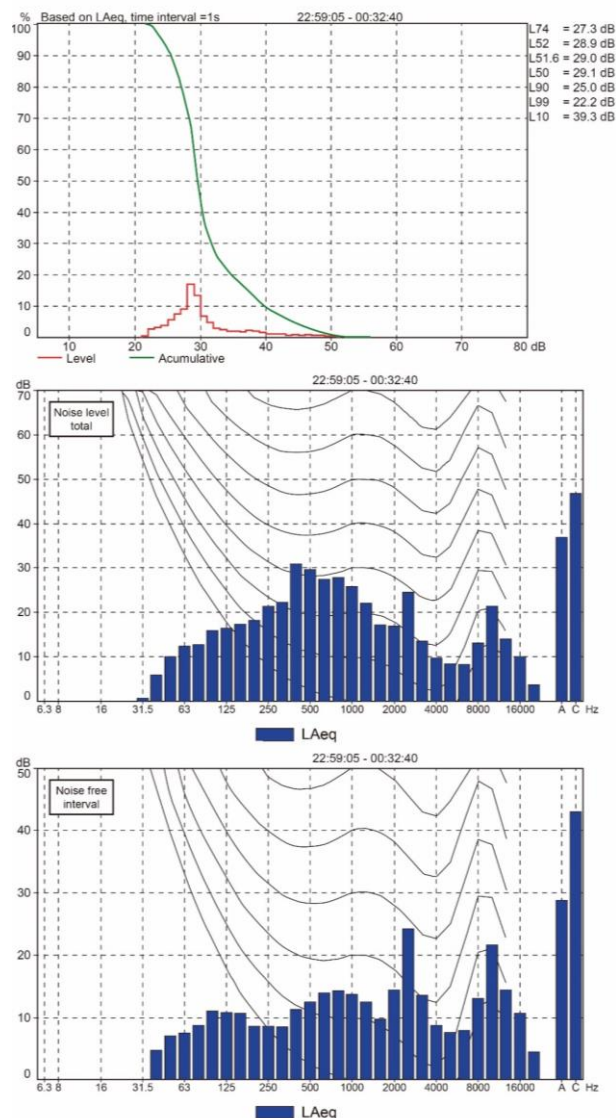 % Based on LAeq, time interval =1s 22:59:05 - 00:32:40
L74 = 27.3 dB
L52 = 28.9 dB
L51.6 = 29.0 dB
L50 = 29.1 dB
L90 = 25.0 dB
L99 = 22.2 dB
L10 = 39.3 dB
100
90
80
70
60
50
40
30
20
10
0
10 20 30 40 50 60 70 80 dB
Level Acumulative
22:59:05 - 00:32:40
dB
70
Noise level
total
60
50
40
30
20
10
0
6.3 8 16 31.5 63 125 250 500 1000 2000 4000 8000 16000 A C Hz
LAeq
22:59:05 - 00:32:40
dB
50
Noise free
interval
40
30
20
10
0
6.3 8 16 31.5 63 125 250 500 1000 2000 4000 8000 16000 A C Hz
LAeq